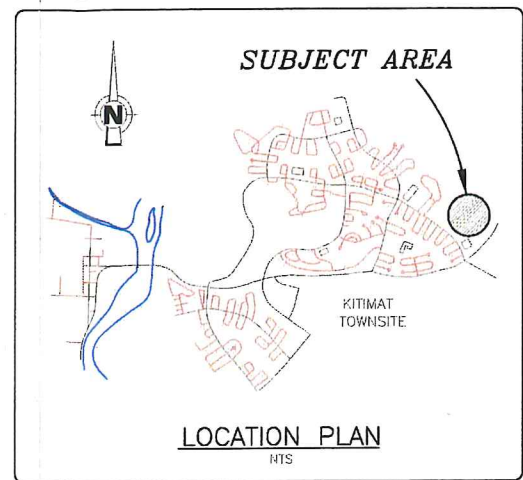 N
SUBJECT AREA
KITIMAT
TOWNSITE
LOCATION PLAN
NTS